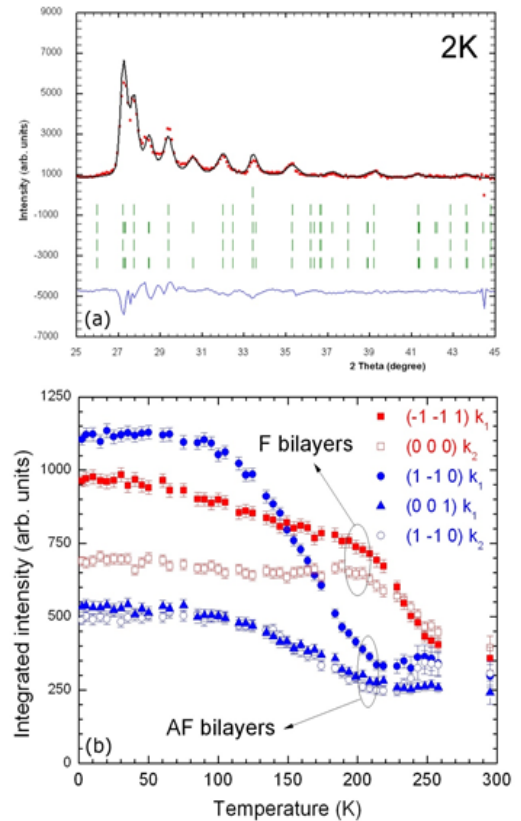 2K
9000
7000
5000
3000
1000
-1000
-3000
-5000
-7000
Intensity (arb. units)
(a)
25 27 29 31 33 35 37 39 41 43 45
2 Theta (degree)
1250
1000
750
500
250
0
Integrated intensity (arb. units)
F bilayers
(-1 -1 1) k₁
(0 0 0) k₂
(1 -1 0) k₁
(0 0 1) k₁
(1 -1 0) k₂
AF bilayers
(b)
0 50 100 150 200 250 300
Temperature (K)